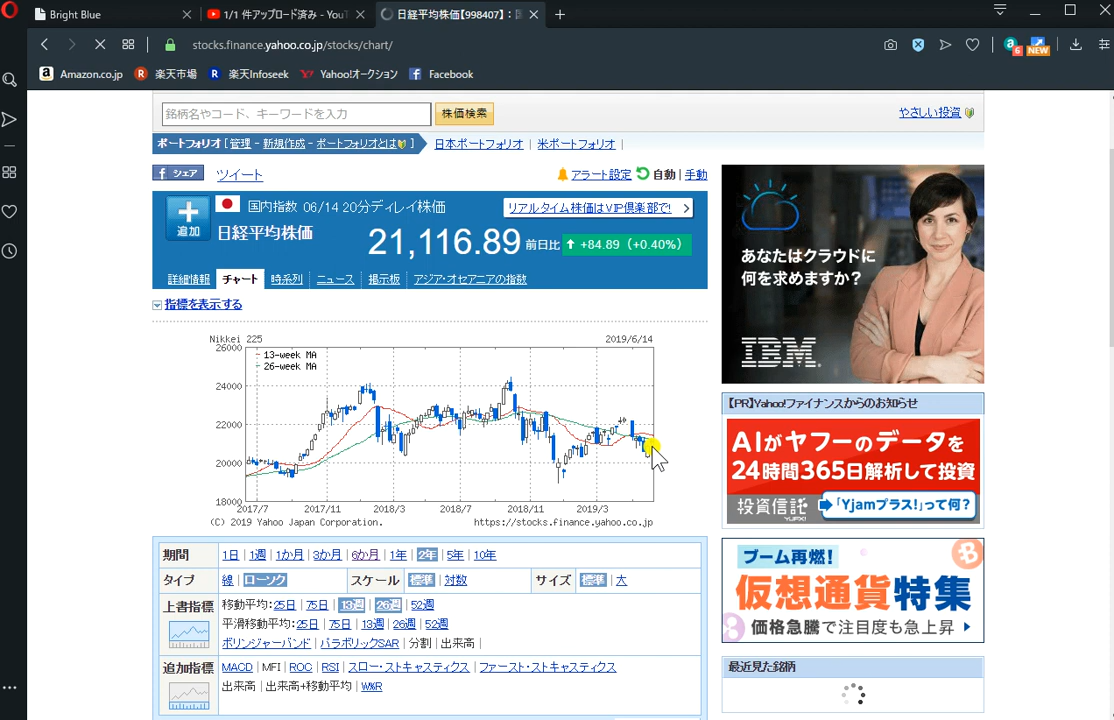 Bright Blue
1/1 件アップロード済み - YouT
日経平均株価【998407】:国
stocks.finance.yahoo.co.jp/stocks/chart/
6
NEW
Amazon.co.jp
楽天市場
楽天Infoseek
Yahoo!オークション
Facebook
銘柄名やコード、キーワードを入力
株価検索
やさしい投資
ポートフォリオ [ 管理 - 新規作成 - ポートフォリオとは ]
日本ポートフォリオ | 米ポートフォリオ |
シェア
ツイート
アラート設定 自動 | 手動
追加
国内指数 06/14 20分ディレイ株価
リアルタイム株価はVIP倶楽部で!
日経平均株価
21,116.89 前日比 +84.89 (+0.40%)
詳細情報 チャート 時系列 ニュース 掲示板 アジア・オセアニアの指数
指標を表示する
Nikkei 225
2019/6/14
13-week MA
26-week MA
26000
24000
22000
20000
18000
2017/7 2017/11 2018/3 2018/7 2018/11 2019/3
(C) 2019 Yahoo Japan Corporation.
https://stocks.finance.yahoo.co.jp/
期間
1日 | 1週 | 1か月 | 3か月 | 6か月 | 1年 | 2年 | 5年 | 10年
タイプ
線 | ローソク
スケール
標準 | 対数
サイズ
標準 | 大
上書指標
移動平均:25日 | 75日 | 13週 | 26週 | 52週
平滑移動平均:25日 | 75日 | 13週 | 26週 | 52週
ボリンジャーバンド | パラボリックSAR | 分割 | 出来高 |
追加指標
MACD | MFI | ROC | RSI | スロー・ストキャスティクス | ファースト・ストキャスティクス
出来高 | 出来高+移動平均 | W%R
あなたはクラウドに
何を求めますか?
IBM
【PR】Yahoo!ファイナンスからのお知らせ
AIがヤフーのデータを
24時間365日解析して投資
投資信託
「Yjamプラス!」って何?
ブーム再燃!
仮想通貨特集
価格急騰で注目度も急上昇
最近見た銘柄